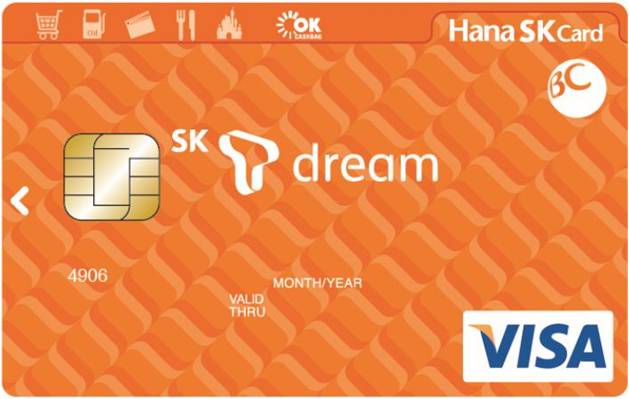 OK
CASHBAG
Hana SK Card
BC
SK T dream
4906
MONTH/YEAR
VALID
THRU
VISA